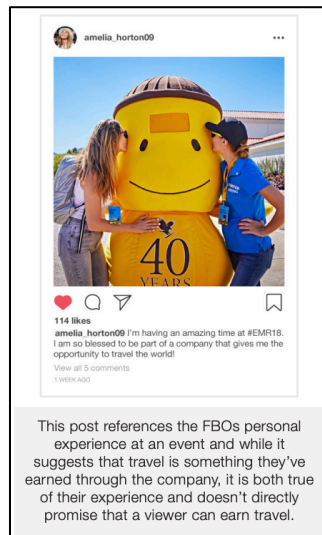 amelia_horton09
40
YEARS
114 likes
amelia_horton09 I'm having an amazing time at #EMR18.
I am so blessed to be part of a company that gives me the
opportunity to travel the world!
View all 5 comments
1 WEEK AGO
This post references the FBOs personal
experience at an event and while it
suggests that travel is something they've
earned through the company, it is both true
of their experience and doesn't directly
promise that a viewer can earn travel.